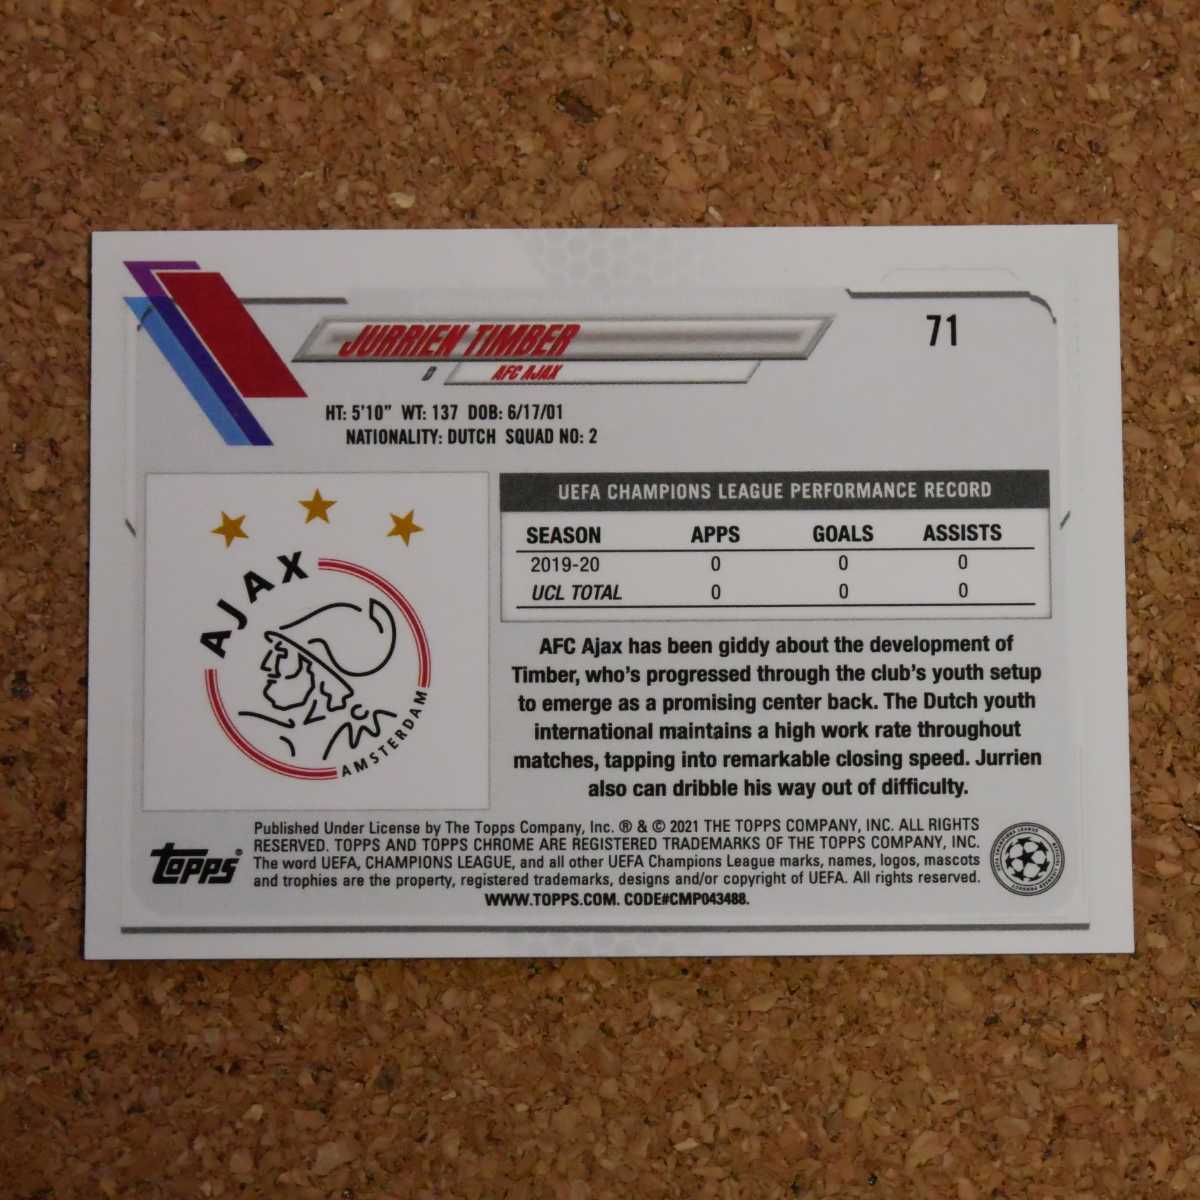 71
JURRIEN TIMBER
D AFC AJAX
HT: 5'10" WT: 137 DOB: 6/17/01
NATIONALITY: DUTCH SQUAD NO: 2
AJAX
AMSTERDAM
UEFA CHAMPIONS LEAGUE PERFORMANCE RECORD
SEASON APPS GOALS ASSISTS
2019-20 0 0 0
UCL TOTAL 0 0 0
AFC Ajax has been giddy about the development of
Timber, who's progressed through the club's youth setup
to emerge as a promising center back. The Dutch youth
international maintains a high work rate throughout
matches, tapping into remarkable closing speed. Jurrien
also can dribble his way out of difficulty.
topps®
Published Under License by The Topps Company, Inc. ® & © 2021 THE TOPPS COMPANY, INC. ALL RIGHTS
RESERVED. TOPPS AND TOPPS CHROME ARE REGISTERED TRADEMARKS OF THE TOPPS COMPANY, INC.
The word UEFA, CHAMPIONS LEAGUE, and all other UEFA Champions League marks, names, logos, mascots
and trophies are the property, registered trademarks, designs and/or copyright of UEFA. All rights reserved.
WWW.TOPPS.COM. CODE#CMP043488.
UEFA CHAMPIONS LEAGUE
OFFICIAL LICENSED PRODUCT